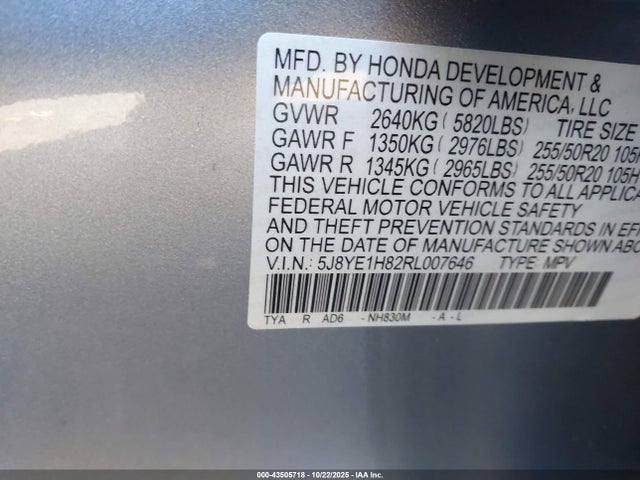 MFD. BY HONDA DEVELOPMENT &
MANUFACTURING OF AMERICA, LLC
GVWR 2640KG ( 5820LBS) TIRE SIZE
GAWR F 1350KG ( 2976LBS) 255/50R20 105H
GAWR R 1345KG ( 2965LBS) 255/50R20 105H
THIS VEHICLE CONFORMS TO ALL APPLICA
FEDERAL MOTOR VEHICLE SAFETY
AND THEFT PREVENTION STANDARDS IN EFFECT
ON THE DATE OF MANUFACTURE SHOWN ABO
V.I.N.: 5J8YE1H82RL007646 TYPE: MPV
TYA R AD6 - NH830M - A - L
000-43505718 - 10/22/2025 - IAA Inc.